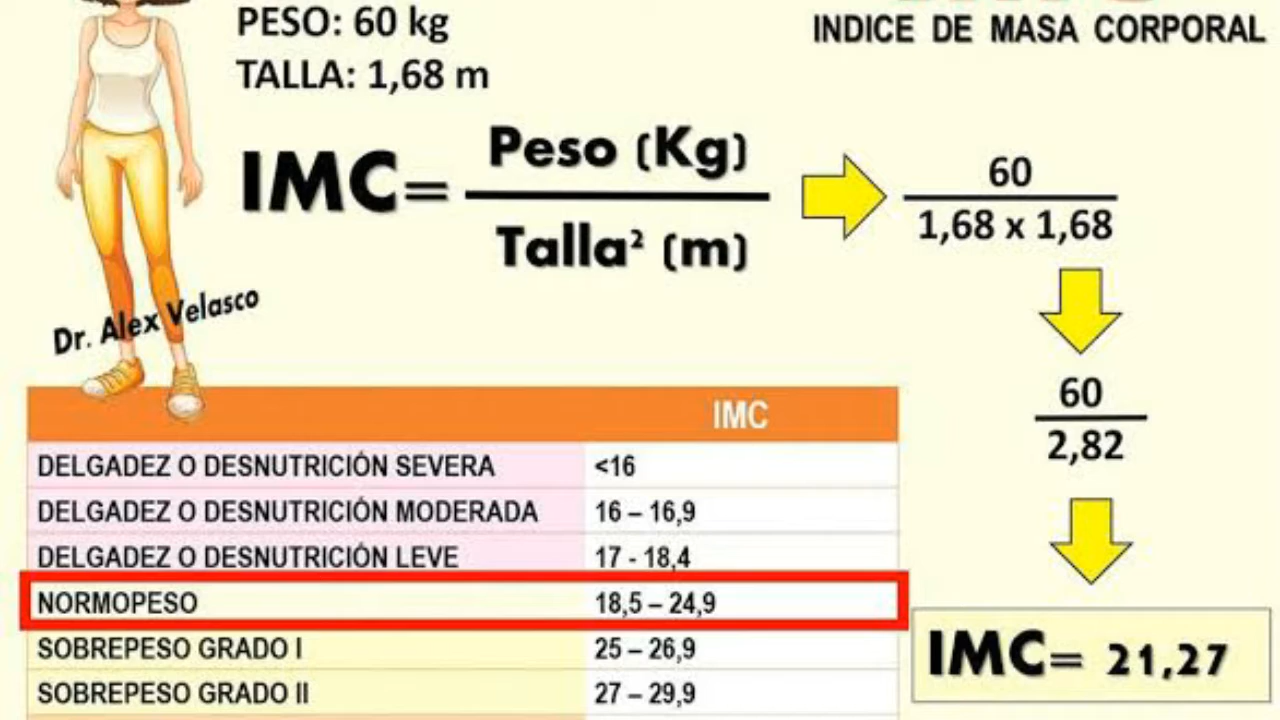 PESO: 60 kg
TALLA: 1,68 m
INDICE DE MASA CORPORAL
IMC= Peso (Kg)
Talla² (m)
60
1,68 x 1,68
60
2,82
IMC= 21,27
Dr. Alex Velasco
IMC
DELGADEZ O DESNUTRICIÓN SEVERA <16
DELGADEZ O DESNUTRICIÓN MODERADA 16 – 16,9
DELGADEZ O DESNUTRICIÓN LEVE 17 - 18,4
NORMOPESO 18,5 – 24,9
SOBREPESO GRADO I 25 – 26,9
SOBREPESO GRADO II 27 – 29,9